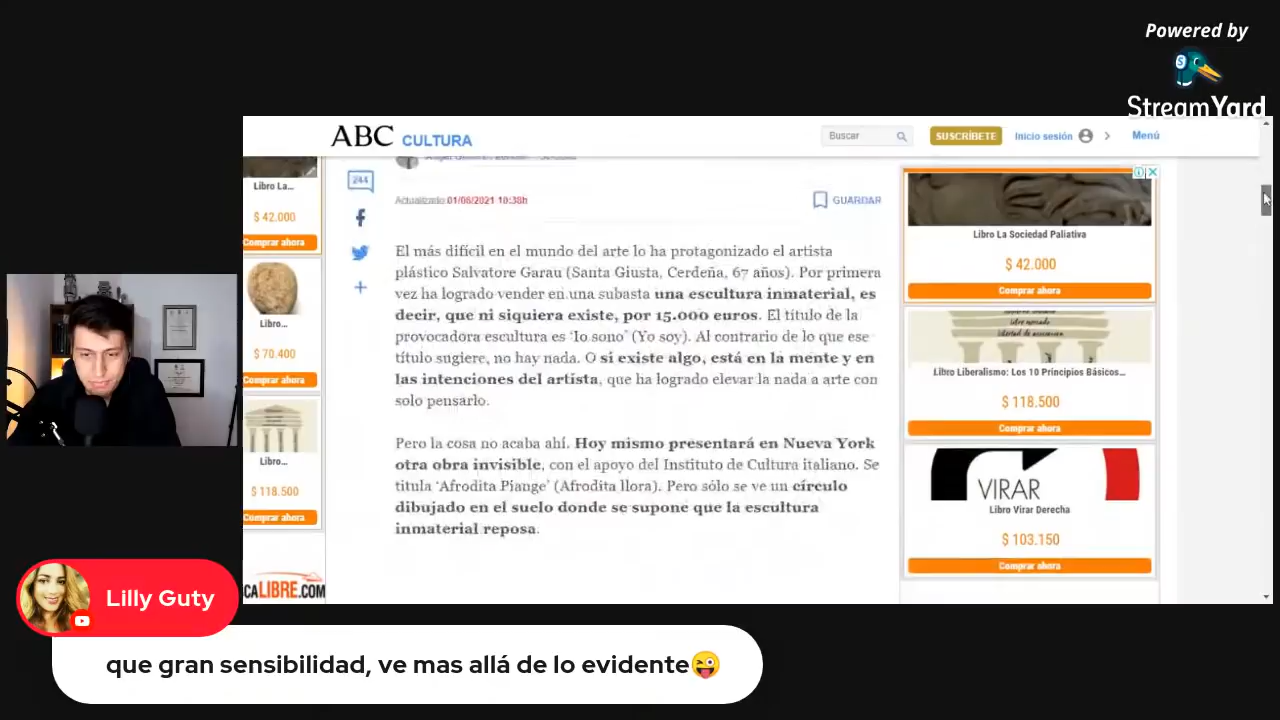 Powered by
StreamYard
ABC CULTURA
Buscar
SUSCRÍBETE
Inicio sesión
Menú
244
Actualizado:01/06/2021 10:38h
GUARDAR
El más difícil en el mundo del arte lo ha protagonizado el artista
plástico Salvatore Garau (Santa Giusta, Cerdeña, 67 años). Por primera
vez ha logrado vender en una subasta una escultura inmaterial, es
decir, que ni siquiera existe, por 15.000 euros. El título de la
provocadora escultura es 'Io sono' (Yo soy). Al contrario de lo que ese
título sugiere, no hay nada. O si existe algo, está en la mente y en
las intenciones del artista, que ha logrado elevar la nada a arte con
solo pensarlo.
Pero la cosa no acaba ahí. Hoy mismo presentará en Nueva York
otra obra invisible, con el apoyo del Instituto de Cultura italiano. Se
titula 'Afrodita Piange' (Afrodita llora). Pero sólo se ve un círculo
dibujado en el suelo donde se supone que la escultura
inmaterial reposa.
Libro La...
$ 42.000
Comprar ahora
Libro...
$ 70.400
Comprar ahora
Libro...
$ 118.500
Comprar ahora
CALIBRE.COM
Libro La Sociedad Paliativa
$ 42.000
Comprar ahora
Libro Liberalismo: Los 10 Principios Básicos...
$ 118.500
Comprar ahora
VIRAR
Libro Virar Derecha
$ 103.150
Comprar ahora
Lilly Guty
que gran sensibilidad, ve mas allá de lo evidente😜